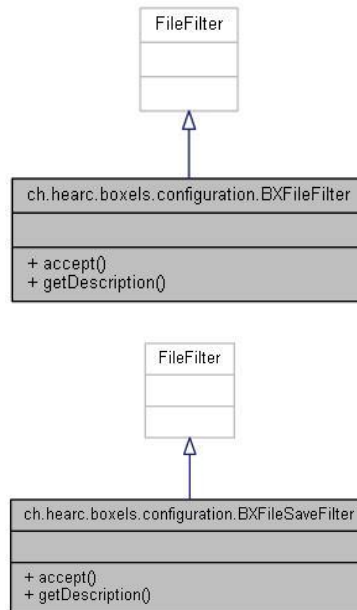 FileFilter
ch.hearc.boxels.configuration.BXFileFilter
+ accept()
+ getDescription()
FileFilter
ch.hearc.boxels.configuration.BXFileSaveFilter
+ accept()
+ getDescription()